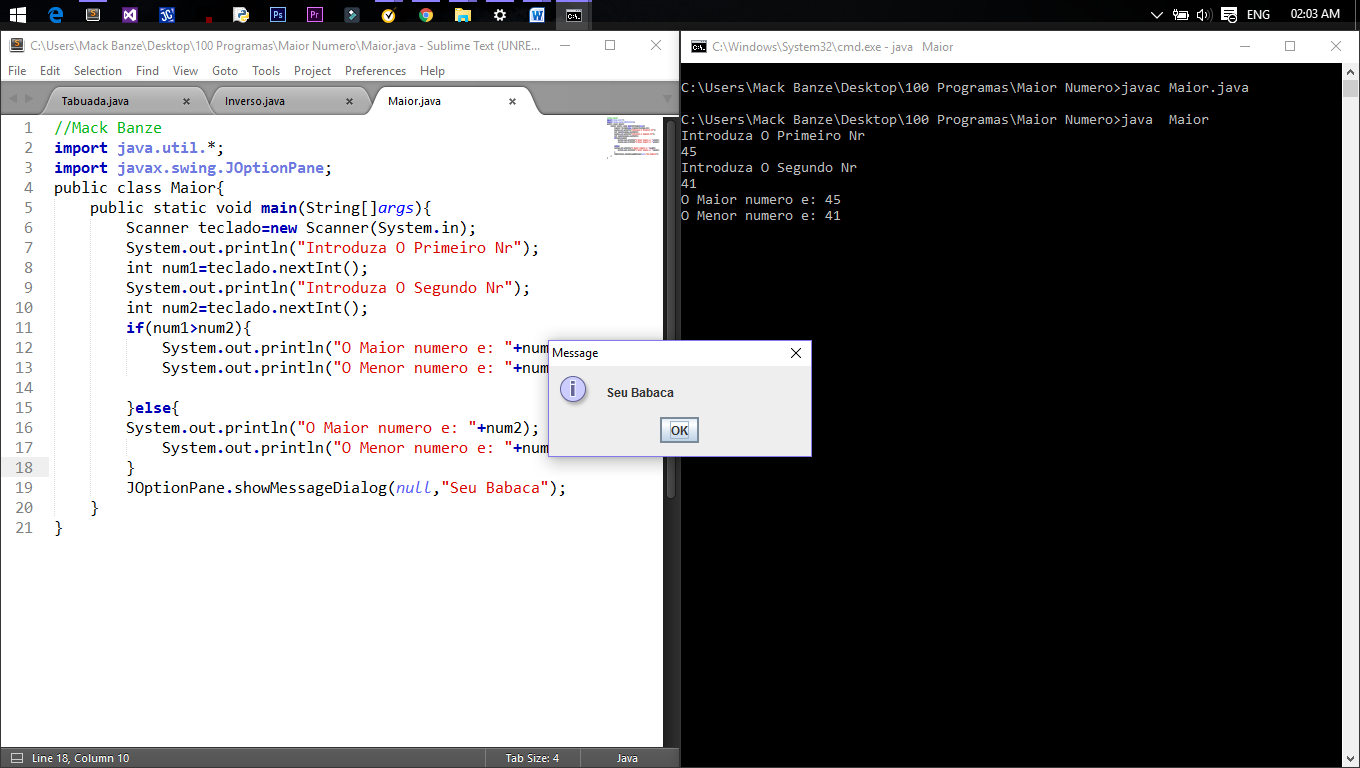 ENG 02:03 AM
C:\Users\Mack Banze\Desktop\100 Programas\Maior Numero\Maior.java - Sublime Text (UNRE...
File Edit Selection Find View Goto Tools Project Preferences Help
Tabuada.java Inverso.java Maior.java
1 //Mack Banze
2 import java.util.*;
3 import javax.swing.JOptionPane;
4 public class Maior{
5 public static void main(String[]args){
6 Scanner teclado=new Scanner(System.in);
7 System.out.println("Introduza O Primeiro Nr");
8 int num1=teclado.nextInt();
9 System.out.println("Introduza O Segundo Nr");
10 int num2=teclado.nextInt();
11 if(num1>num2){
12 System.out.println("O Maior numero e: "+num
13 System.out.println("O Menor numero e: "+num
14
15 }else{
16 System.out.println("O Maior numero e: "+num2);
17 System.out.println("O Menor numero e: "+num
18 }
19 JOptionPane.showMessageDialog(null,"Seu Babaca");
20 }
21 }
Line 18, Column 10 Tab Size: 4 Java
C:\Windows\System32\cmd.exe - java Maior
C:\Users\Mack Banze\Desktop\100 Programas\Maior Numero>javac Maior.java
C:\Users\Mack Banze\Desktop\100 Programas\Maior Numero>java  Maior
Introduza O Primeiro Nr
45
Introduza O Segundo Nr
41
O Maior numero e: 45
O Menor numero e: 41
Message
Seu Babaca
OK